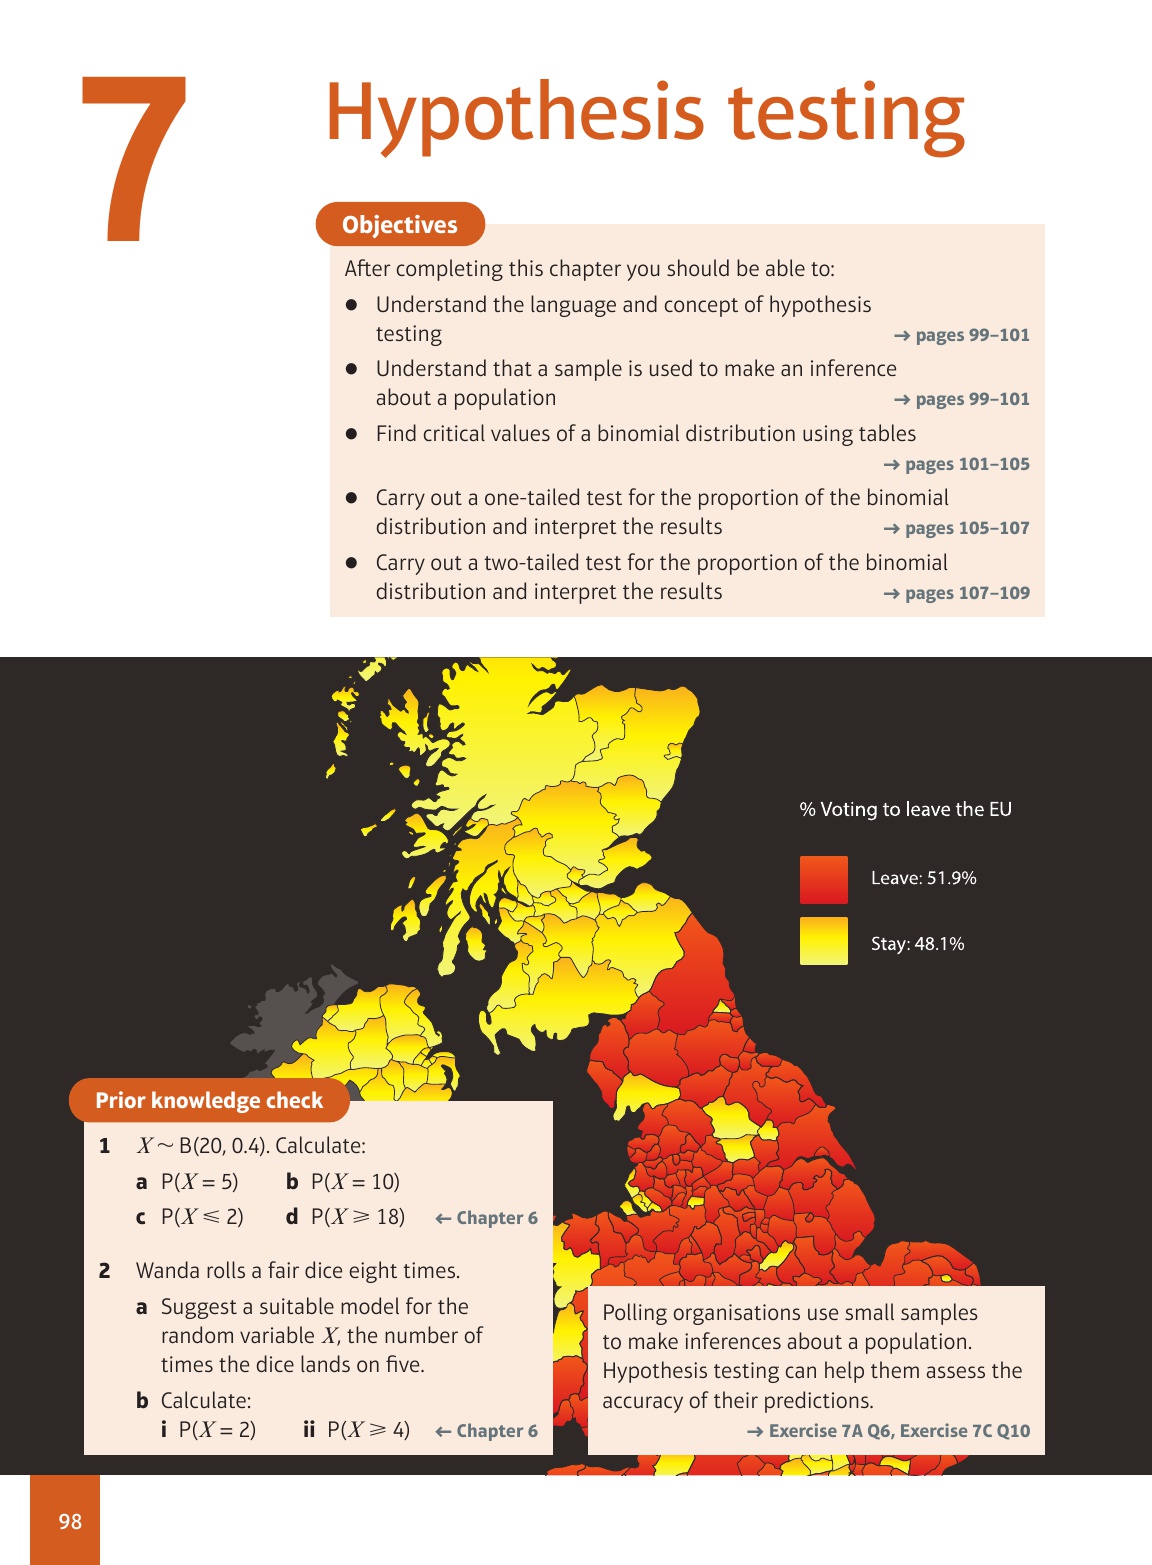 7
Hypothesis testing
Objectives
After completing this chapter you should be able to:
● Understand the language and concept of hypothesis
testing → pages 99–101
● Understand that a sample is used to make an inference
about a population → pages 99–101
● Find critical values of a binomial distribution using tables
→ pages 101–105
● Carry out a one-tailed test for the proportion of the binomial
distribution and interpret the results → pages 105–107
● Carry out a two-tailed test for the proportion of the binomial
distribution and interpret the results → pages 107–109
% Voting to leave the EU
Leave: 51.9%
Stay: 48.1%
Prior knowledge check
1 X ~ B(20, 0.4). Calculate:
a P(X = 5) b P(X = 10)
c P(X ⩽ 2) d P(X ⩾ 18) ← Chapter 6
2 Wanda rolls a fair dice eight times.
a Suggest a suitable model for the
random variable X, the number of
times the dice lands on five.
b Calculate:
i P(X = 2) ii P(X ⩾ 4) ← Chapter 6
Polling organisations use small samples
to make inferences about a population.
Hypothesis testing can help them assess the
accuracy of their predictions.
→ Exercise 7A Q6, Exercise 7C Q10
98